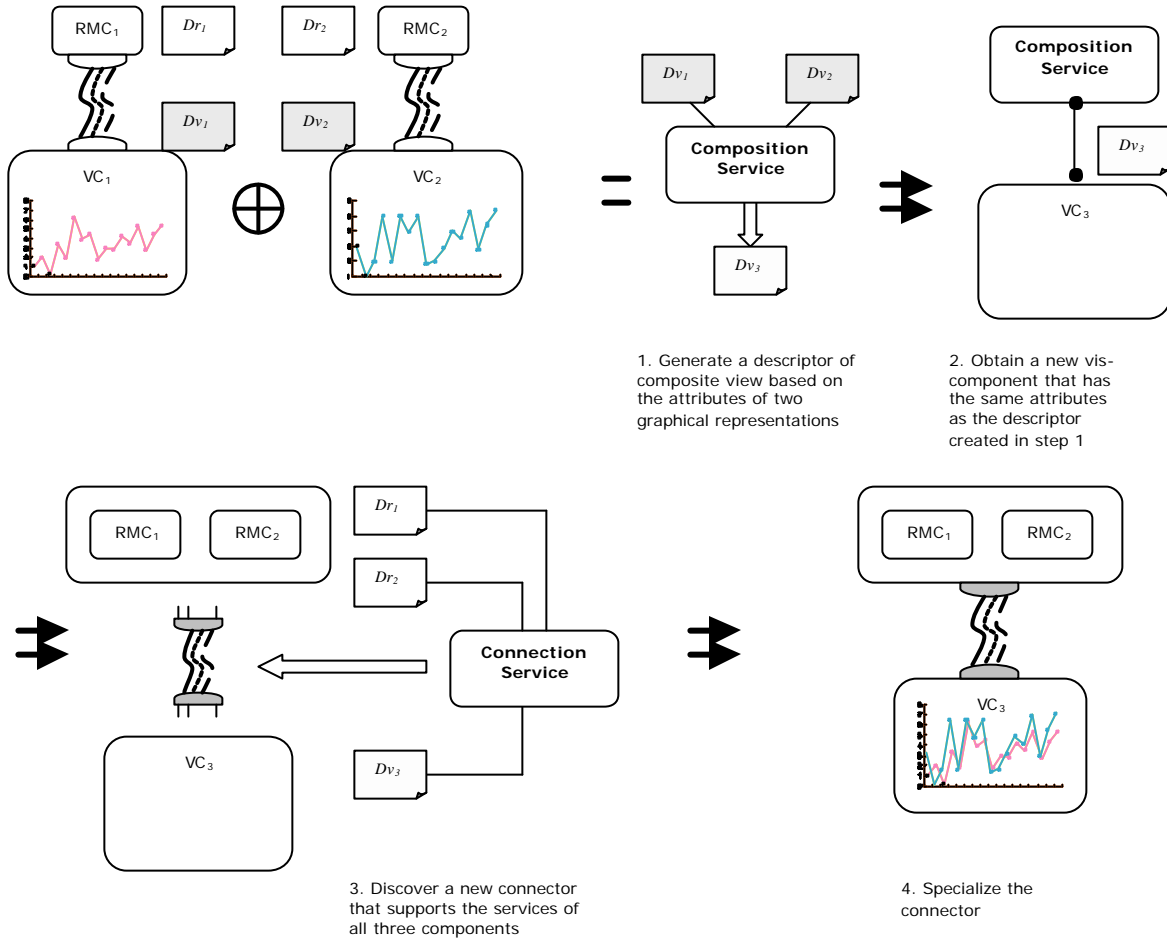 RMC1
Dr1
Dr2
RMC2
Dv1
Dv2
VC1
VC2
Dv1
Dv2
Composition
Service
Dv3
Composition
Service
Dv3
VC3
1. Generate a descriptor of
composite view based on
the attributes of two
graphical representations
2. Obtain a new vis-
component that has
the same attributes
as the descriptor
created in step 1
RMC1
RMC2
Dr1
Dr2
Connection
Service
VC3
Dv3
3. Discover a new connector
that supports the services of
all three components
RMC1
RMC2
VC3
4. Specialize the
connector